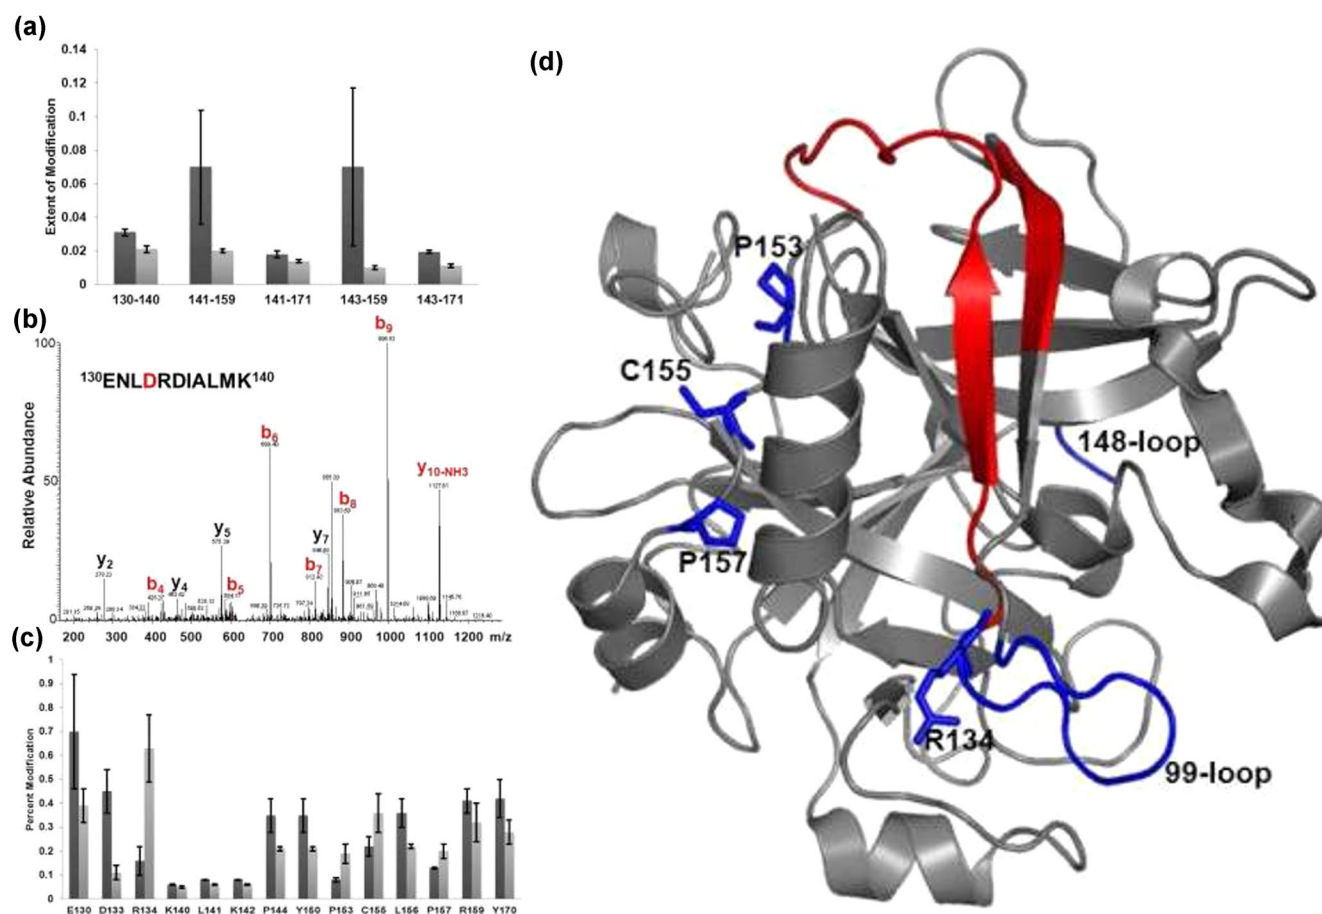 (a)
0.14
0.12
0.1
0.08
0.06
0.04
0.02
0
Extent of Modification
130-140 141-159 141-171 143-159 143-171
(b)
100
50
0
Relative Abundance
130ENLDRDIALMK140
y2
b4
y4
y5
b5
b6
b7
y7
b8
b9
y10-NH3
200 300 400 500 600 700 800 900 1000 1100 1200 m/z
(c)
1
0.9
0.8
0.7
0.6
0.5
0.4
0.3
0.2
0.1
0
Percent Modification
E130 D133 R134 K140 L141 K142 P144 Y150 P153 C155 L156 P157 R159 Y170
(d)
P153
C155
P157
148-loop
R134
99-loop